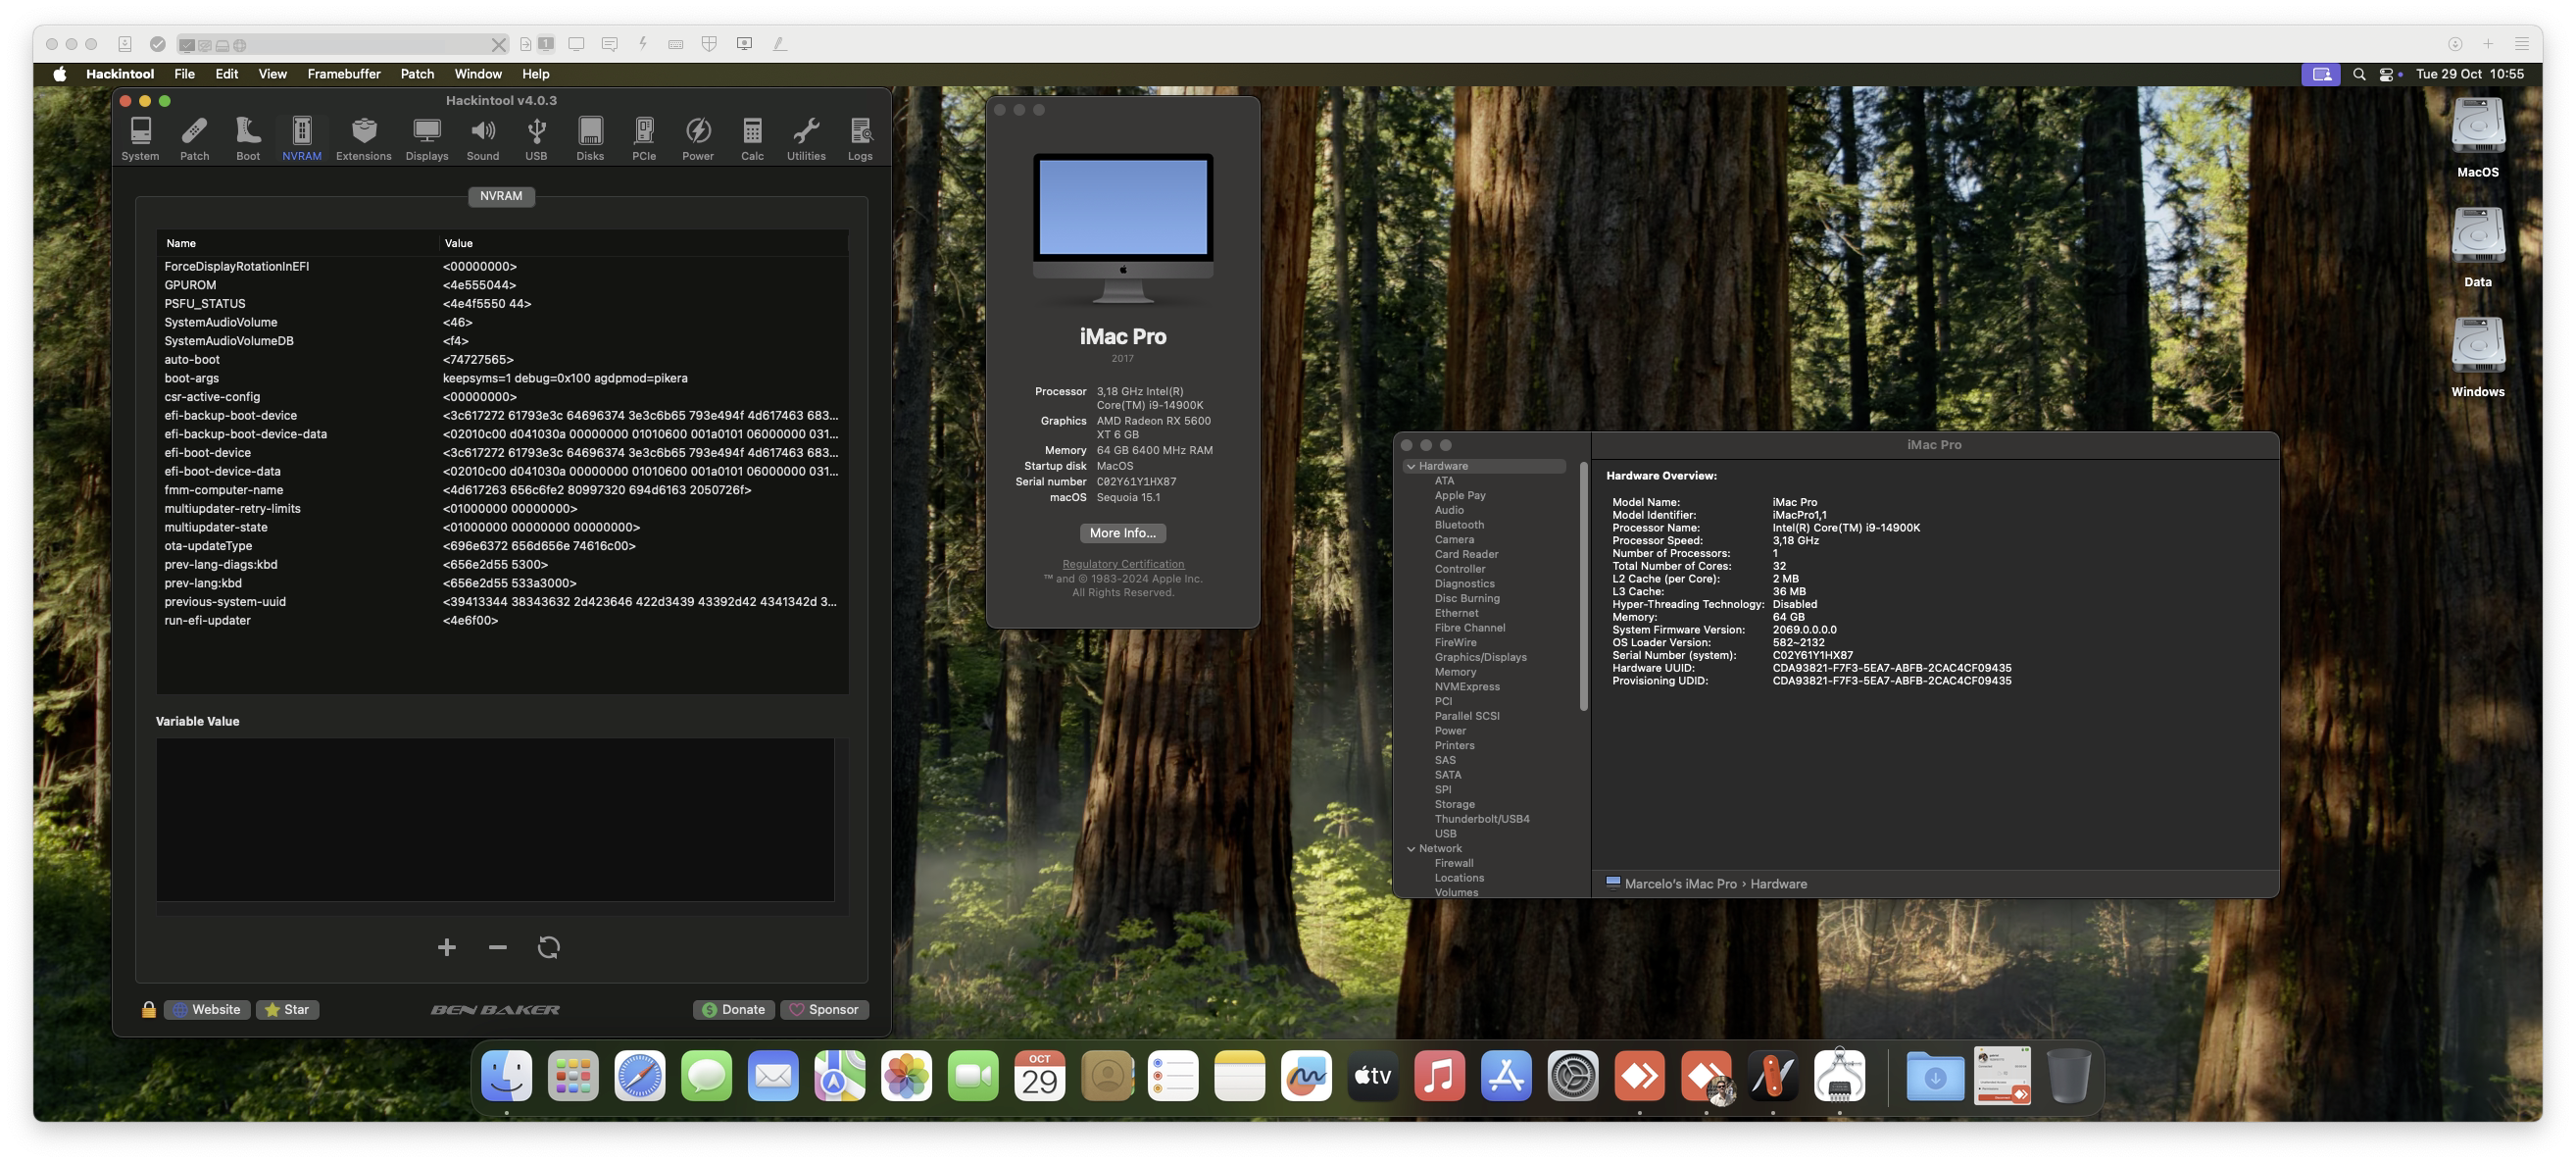 1
Hackintool File Edit View Framebuffer Patch Window Help
Tue 29 Oct 10:55
Hackintool v4.0.3
System Patch Boot NVRAM Extensions Displays Sound USB Disks PCIe Power Calc Utilities Logs
NVRAM
Name Value
ForceDisplayRotationInEFI <00000000>
GPUROM <4e555044>
PSFU_STATUS <4e4f5550 44>
SystemAudioVolume <46>
SystemAudioVolumeDB <f4>
auto-boot <74727565>
boot-args keepsyms=1 debug=0x100 agdpmod=pikera
csr-active-config <00000000>
efi-backup-boot-device <3c617272 61793e3c 64696374 3e3c6b65 793e494f 4d617463 683...
efi-backup-boot-device-data <02010c00 d041030a 00000000 01010600 001a0101 06000000 031...
efi-boot-device <3c617272 61793e3c 64696374 3e3c6b65 793e494f 4d617463 683...
efi-boot-device-data <02010c00 d041030a 00000000 01010600 001a0101 06000000 031...
fmm-computer-name <4d617263 656c6fe2 80997320 694d6163 2050726f>
multiupdater-retry-limits <01000000 00000000>
multiupdater-state <01000000 00000000 00000000>
ota-updateType <696e6372 656d656e 74616c00>
prev-lang-diags:kbd <656e2d55 5300>
prev-lang:kbd <656e2d55 533a3000>
previous-system-uuid <39413344 38343632 2d423646 422d3439 43392d42 4341342d 3...
run-efi-updater <4e6f00>
Variable Value
Website Star BEN BAKER Donate Sponsor
iMac Pro
2017
Processor 3,18 GHz Intel(R)
Core(TM) i9-14900K
Graphics AMD Radeon RX 5600
XT 6 GB
Memory 64 GB 6400 MHz RAM
Startup disk MacOS
Serial number C02Y61Y1HX87
macOS Sequoia 15.1
More Info...
Regulatory Certification
™ and © 1983-2024 Apple Inc.
All Rights Reserved.
iMac Pro
Hardware
ATA
Apple Pay
Audio
Bluetooth
Camera
Card Reader
Controller
Diagnostics
Disc Burning
Ethernet
Fibre Channel
FireWire
Graphics/Displays
Memory
NVMExpress
PCI
Parallel SCSI
Power
Printers
SAS
SATA
SPI
Storage
Thunderbolt/USB4
USB
Network
Firewall
Locations
Volumes
Hardware Overview:
Model Name: iMac Pro
Model Identifier: iMacPro1,1
Processor Name: Intel(R) Core(TM) i9-14900K
Processor Speed: 3,18 GHz
Number of Processors: 1
Total Number of Cores: 32
L2 Cache (per Core): 2 MB
L3 Cache: 36 MB
Hyper-Threading Technology: Disabled
Memory: 64 GB
System Firmware Version: 2069.0.0.0.0
OS Loader Version: 582~2132
Serial Number (system): C02Y61Y1HX87
Hardware UUID: CDA93821-F7F3-5EA7-ABFB-2CAC4CF09435
Provisioning UDID: CDA93821-F7F3-5EA7-ABFB-2CAC4CF09435
Marcelo's iMac Pro › Hardware
MacOS
Data
Windows
OCT
29
tv